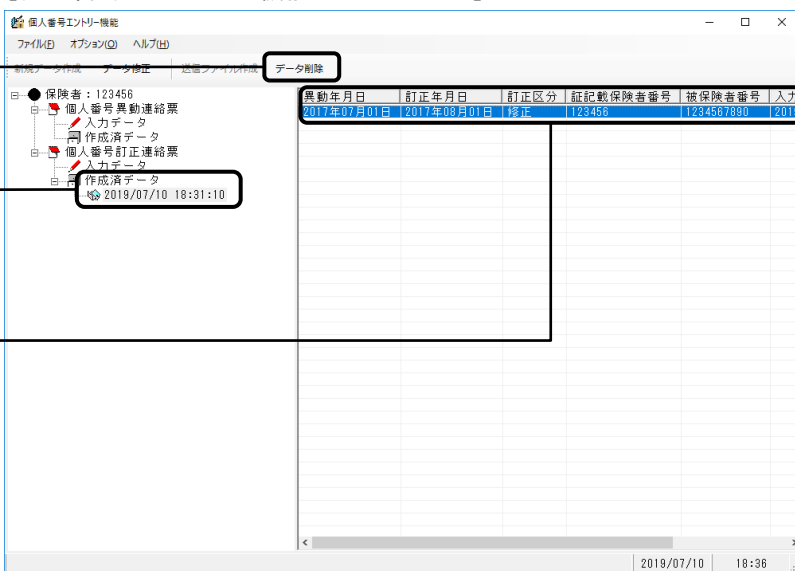 個人番号エントリー機能
ファイル(F) オプション(O) ヘルプ(H)
新規データ作成 データ修正 送信ファイル作成 データ削除
保険者：123456
個人番号異動連絡票
入力データ
作成済データ
個人番号訂正連絡票
入力データ
作成済データ
2019/07/10 18:31:10
異動年月日 訂正年月日 訂正区分 証記載保険者番号 被保険者番号 入力
2017年07月01日 2017年08月01日 修正 123456 1234567890 201
2019/07/10 18:36